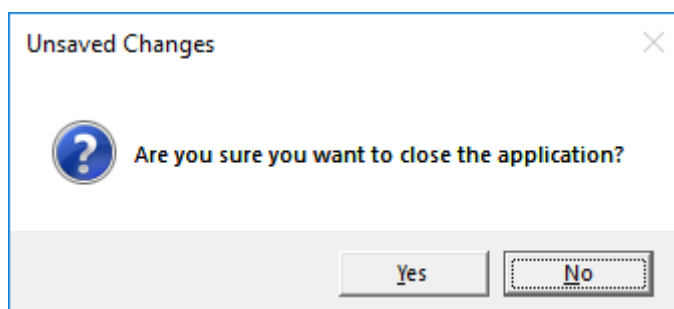 Unsaved Changes
Are you sure you want to close the application?
Yes
No